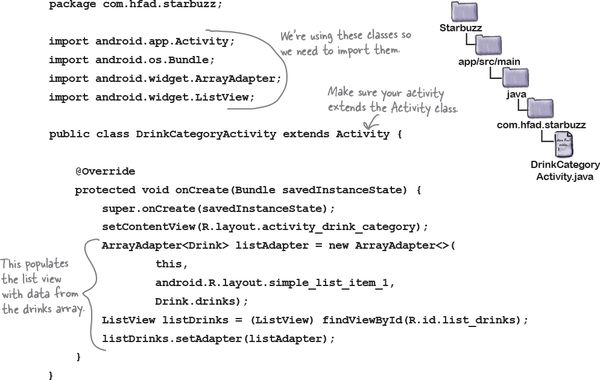 package com.hfad.starbuzz;
import android.app.Activity;
import android.os.Bundle;
import android.widget.ArrayAdapter;
import android.widget.ListView;
We're using these classes so
we need to import them.
Make sure your activity
extends the Activity class.
public class DrinkCategoryActivity extends Activity {
@Override
protected void onCreate(Bundle savedInstanceState) {
super.onCreate(savedInstanceState);
setContentView(R.layout.activity_drink_category);
ArrayAdapter<Drink> listAdapter = new ArrayAdapter<>(
this,
android.R.layout.simple_list_item_1,
Drink.drinks);
ListView listDrinks = (ListView) findViewById(R.id.list_drinks);
listDrinks.setAdapter(listAdapter);
}
}
This populates
the list view
with data from
the drinks array.
Starbuzz
app/src/main
java
com.hfad.starbuzz
DrinkCategory
Activity.java